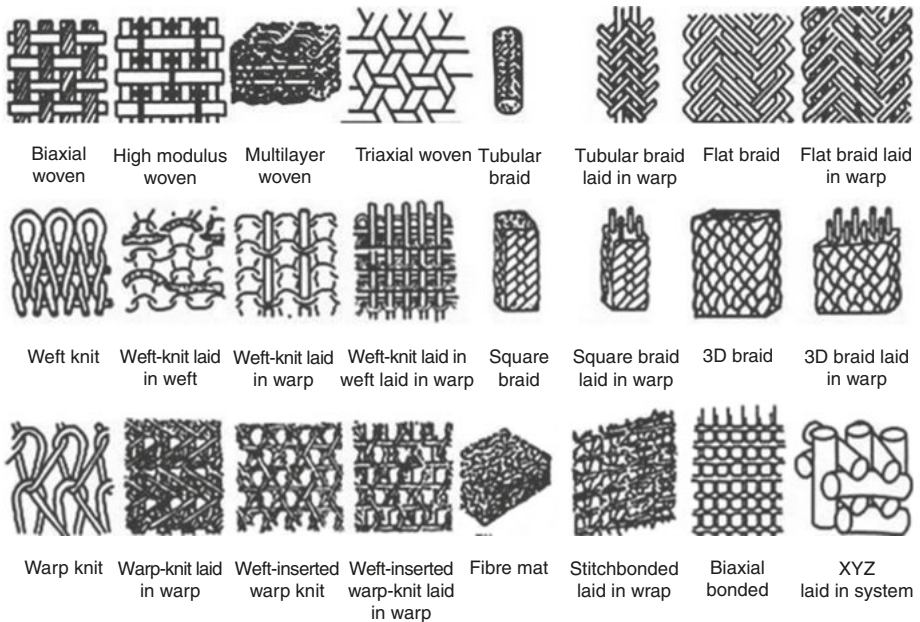 Biaxial
woven
High modulus
woven
Multilayer
woven
Triaxial woven
Tubular
braid
Tubular braid
laid in warp
Flat braid
Flat braid laid
in warp
Weft knit
Weft-knit laid
in weft
Weft-knit laid
in warp
Weft-knit laid in
weft laid in warp
Square
braid
Square braid
laid in warp
3D braid
3D braid laid
in warp
Warp knit
Warp-knit laid
in warp
Weft-inserted
warp knit
Weft-inserted
warp-knit laid
in warp
Fibre mat
Stitchbonded
laid in wrap
Biaxial
bonded
XYZ
laid in system